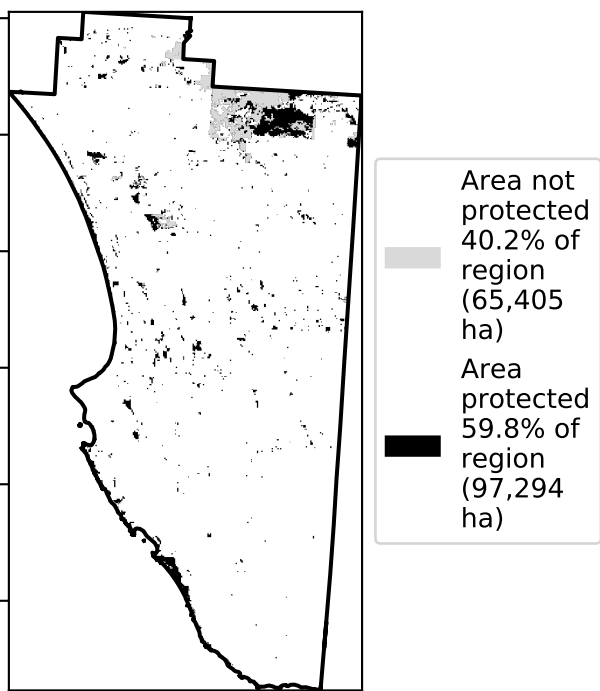 Area not
protected
40.2% of
region
(65,405
ha)
Area
protected
59.8% of
region
(97,294
ha)